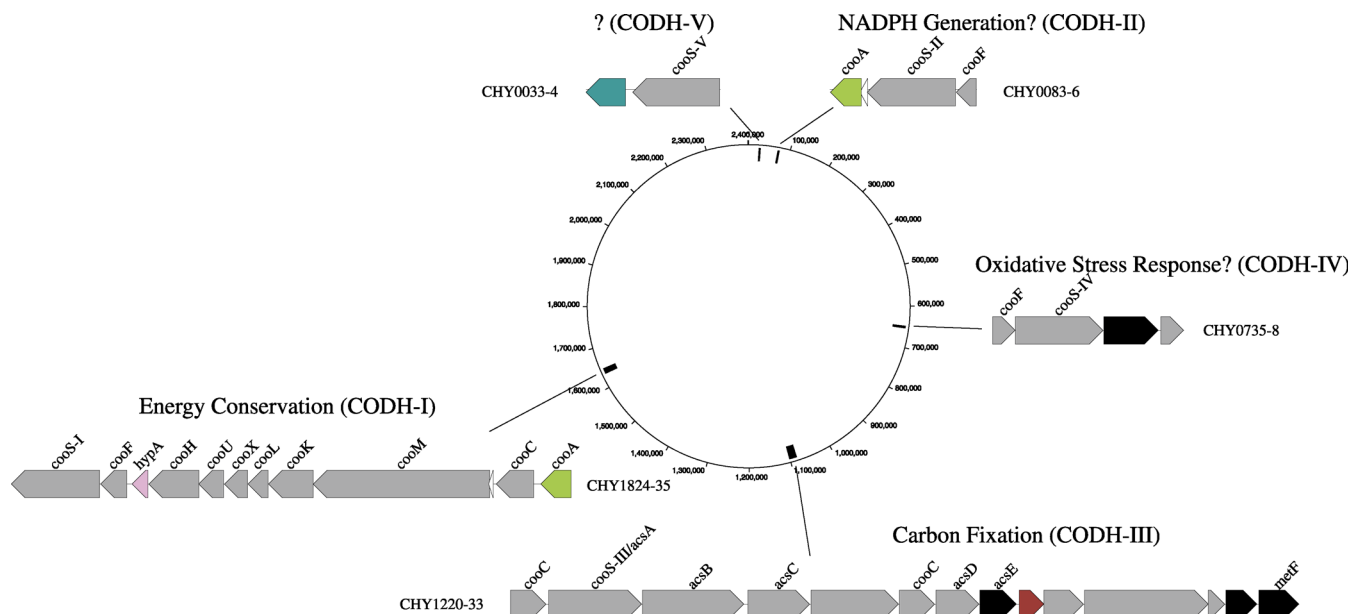 ? (CODH-V)
NADPH Generation? (CODH-II)
cooS-V
cooA
cooS-II
cooF
CHY0033-4
CHY0083-6
2,400,000
100,000
2,300,000
200,000
2,200,000
300,000
2,100,000
400,000
2,000,000
500,000
1,900,000
600,000
1,800,000
700,000
1,700,000
800,000
1,600,000
900,000
1,500,000
1,000,000
1,400,000
1,100,000
1,300,000
1,200,000
Oxidative Stress Response? (CODH-IV)
cooF
cooS-IV
CHY0735-8
Energy Conservation (CODH-I)
cooS-I
cooF
hypA
cooH
cooU
cooX
cooL
cooK
cooM
cooC
cooA
CHY1824-35
Carbon Fixation (CODH-III)
cooC
cooS-III/acsA
acsB
acsC
cooC
acsD
acsE
metF
CHY1220-33